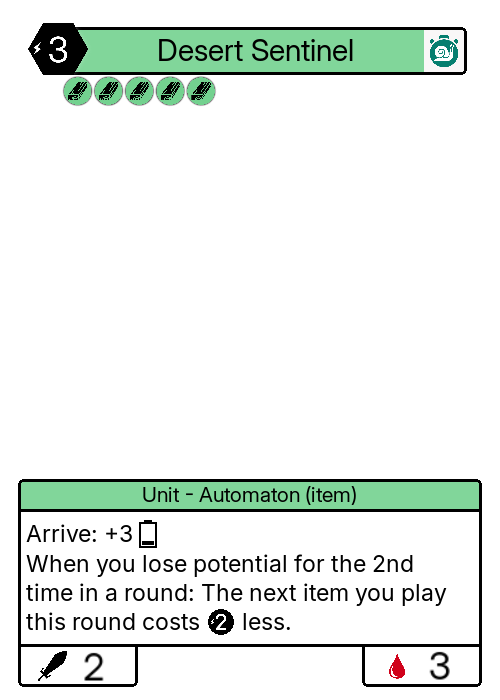 3 Desert Sentinel
Unit - Automaton (item)
Arrive: +3
When you lose potential for the 2nd
time in a round: The next item you play
this round costs 2 less.
2 3